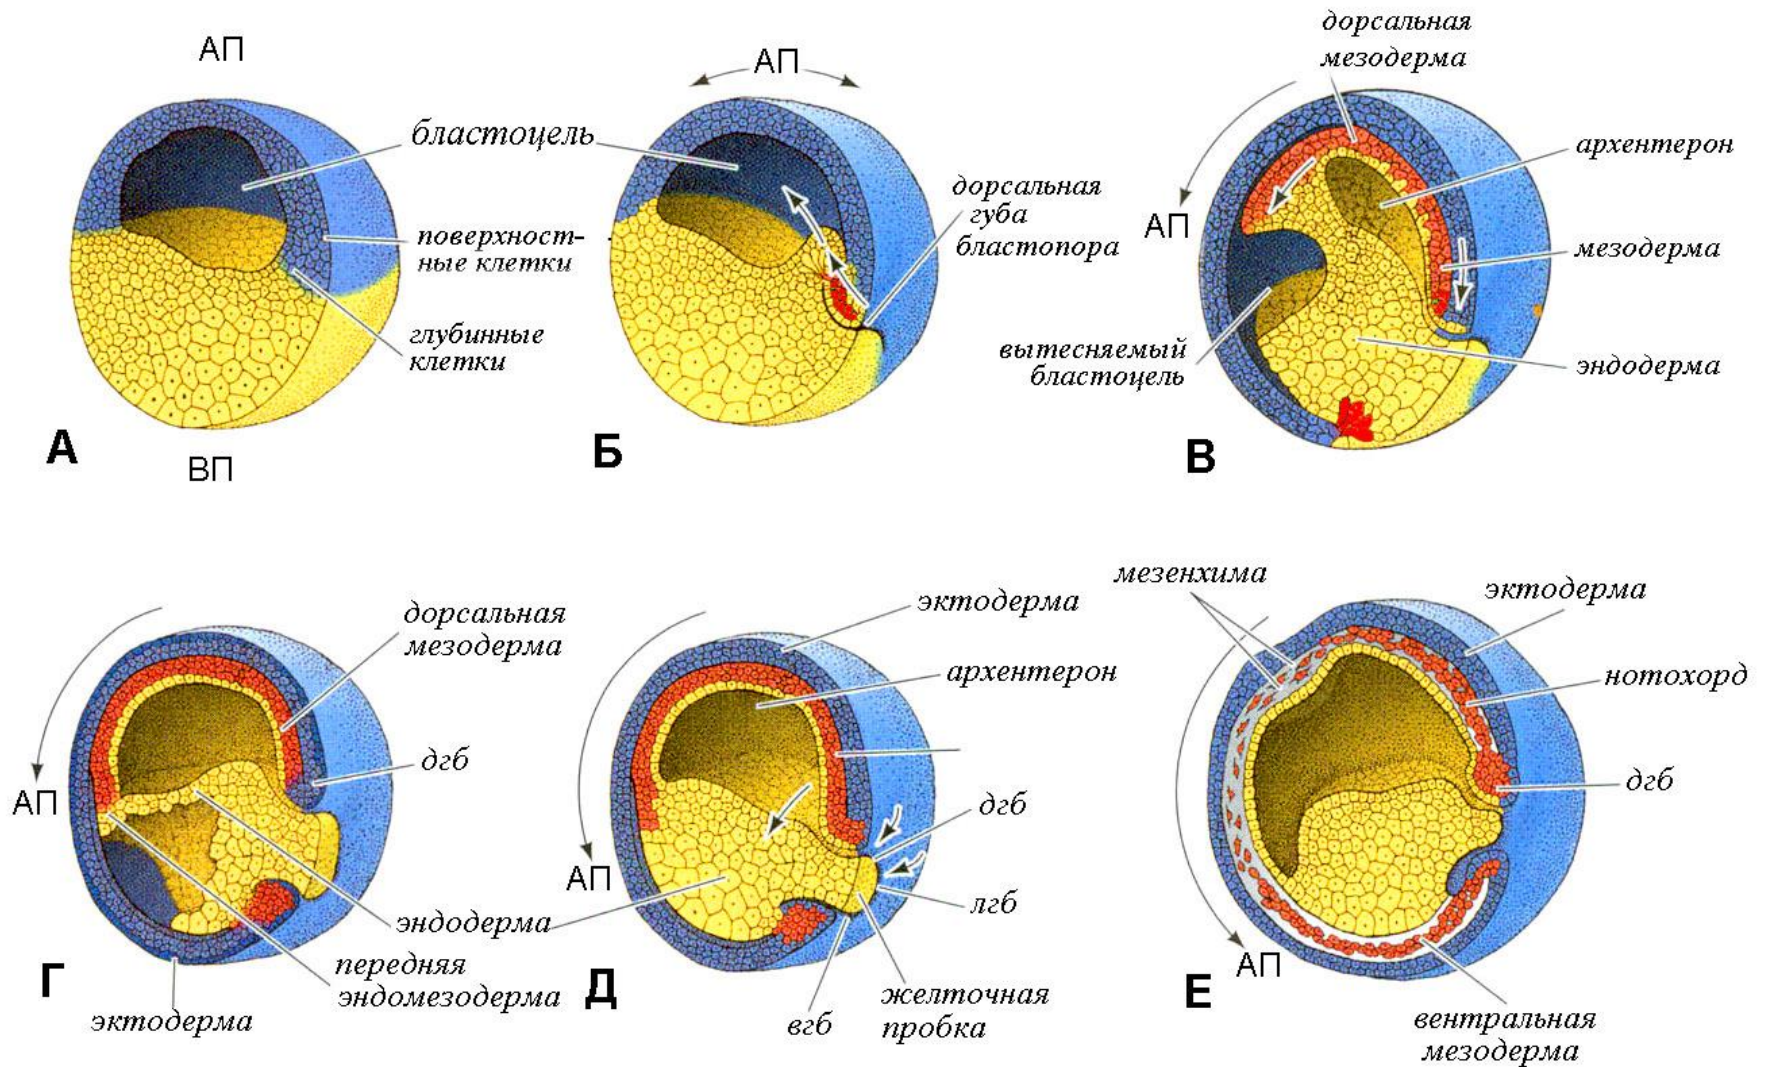 АП
бластоцель
поверхност-
ные клетки
глубинные
клетки
А
ВП
АП
дорсальная
губа
бластопора
Б
дорсальная
мезодерма
архентерон
АП
мезодерма
вытесняемый
бластоцель
эндодерма
В
дорсальная
мезодерма
дгб
АП
эндодерма
передняя
эндомезодерма
Г
эктодерма
эктодерма
архентерон
дгб
АП
лгб
желточная
пробка
Д
вгб
мезенхима
эктодерма
нотохорд
дгб
АП
Е
вентральная
мезодерма